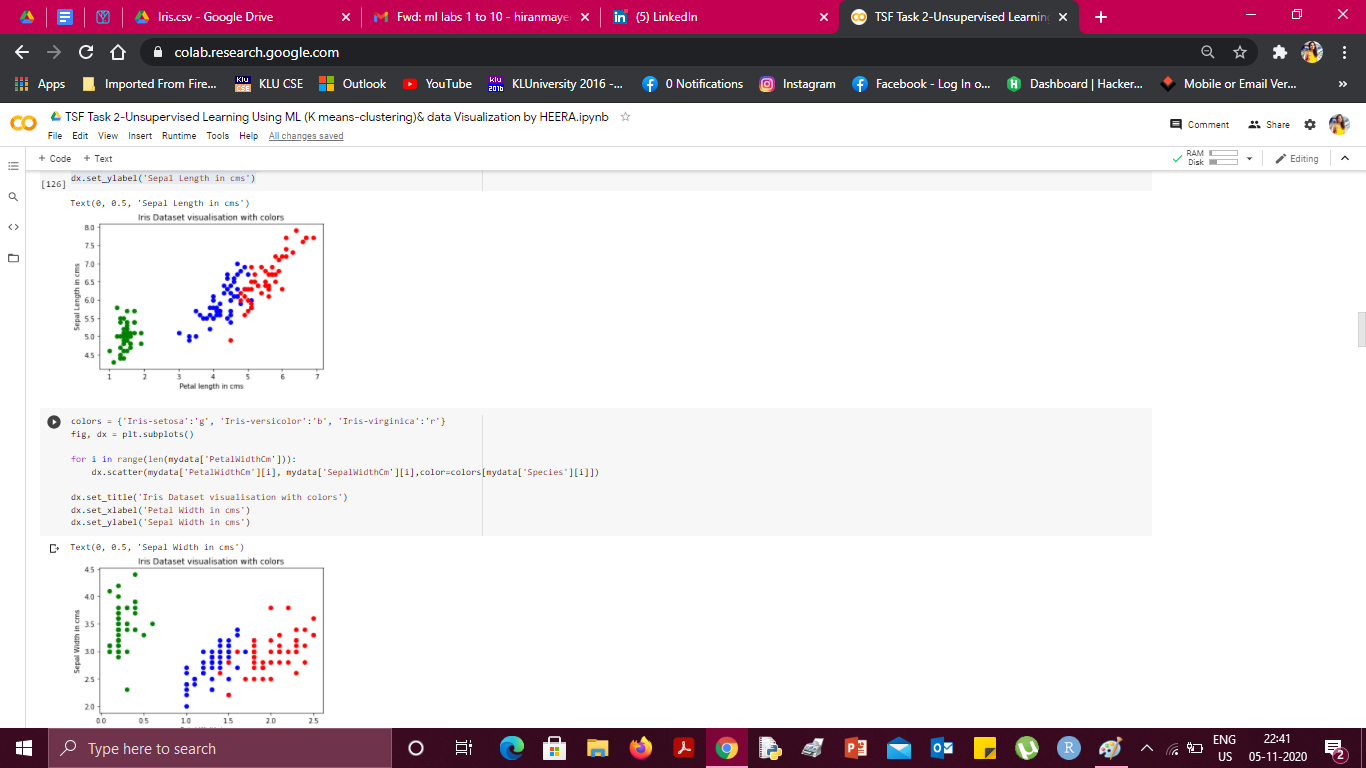 Iris.csv - Google Drive
Fwd: ml labs 1 to 10 - hiranmaye
(5) LinkedIn
TSF Task 2-Unsupervised Learning
colab.research.google.com
Apps
Imported From Fire...
KLU CSE
Outlook
YouTube
KLUniversity 2016 -...
0 Notifications
Instagram
Facebook - Log In o...
Dashboard | Hacker...
Mobile or Email Ver...
TSF Task 2-Unsupervised Learning Using ML (K means-clustering)& data Visualization by HEERA.ipynb
File Edit View Insert Runtime Tools Help All changes saved
Comment Share
+ Code + Text
RAM
Disk
Editing
[126]
dx.set_ylabel('Sepal Length in cms')
Text(0, 0.5, 'Sepal Length in cms')
Iris Dataset visualisation with colors
8.0
7.5
7.0
6.5
6.0
5.5
5.0
4.5
Sepal Length in cms
1 2 3 4 5 6 7
Petal length in cms
colors = {'Iris-setosa':'g', 'Iris-versicolor':'b', 'Iris-virginica':'r'}
fig, dx = plt.subplots()
for i in range(len(mydata['PetalWidthCm'])):
dx.scatter(mydata['PetalWidthCm'][i], mydata['SepalWidthCm'][i],color=colors[mydata['Species'][i]])
dx.set_title('Iris Dataset visualisation with colors')
dx.set_xlabel('Petal Width in cms')
dx.set_ylabel('Sepal Width in cms')
Text(0, 0.5, 'Sepal Width in cms')
Iris Dataset visualisation with colors
4.5
4.0
3.5
3.0
2.5
2.0
Sepal Width in cms
0.0 0.5 1.0 1.5 2.0 2.5
Type here to search
ENG
US
22:41
05-11-2020
2